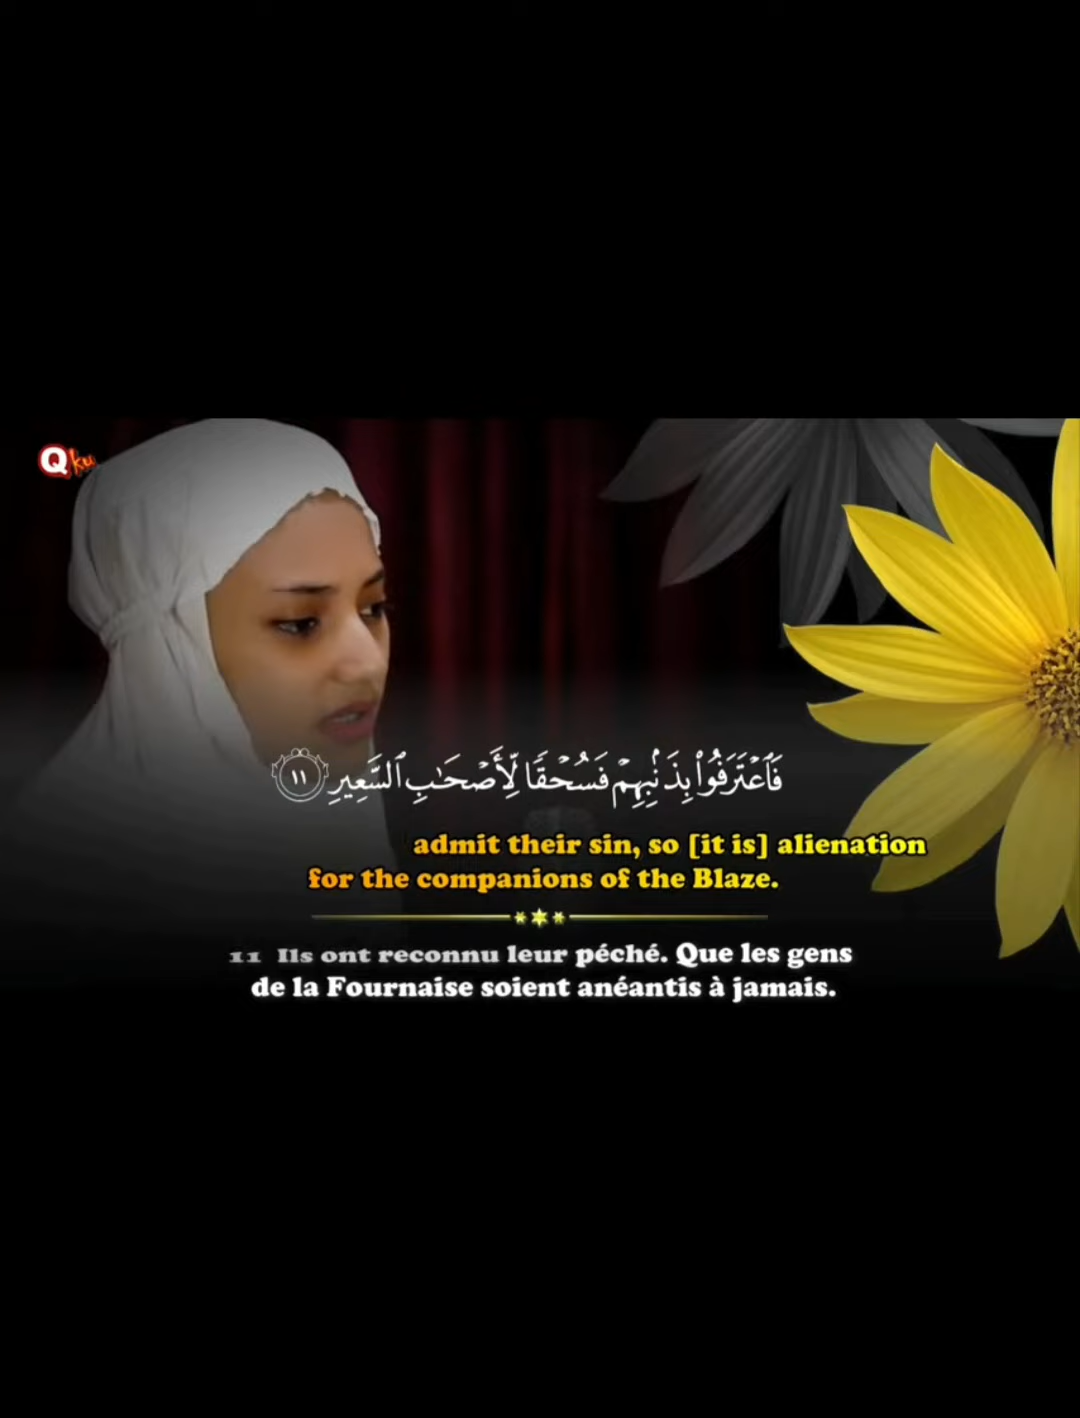 Qku
فَٱعْتَرَفُوا۟ بِذَنۢبِهِمْ فَسُحْقًا لِّأَصْحَـٰبِ ٱلسَّعِيرِ ١١
admit their sin, so [it is] alienation
for the companions of the Blaze.
11 Ils ont reconnu leur péché. Que les gens
de la Fournaise soient anéantis à jamais.